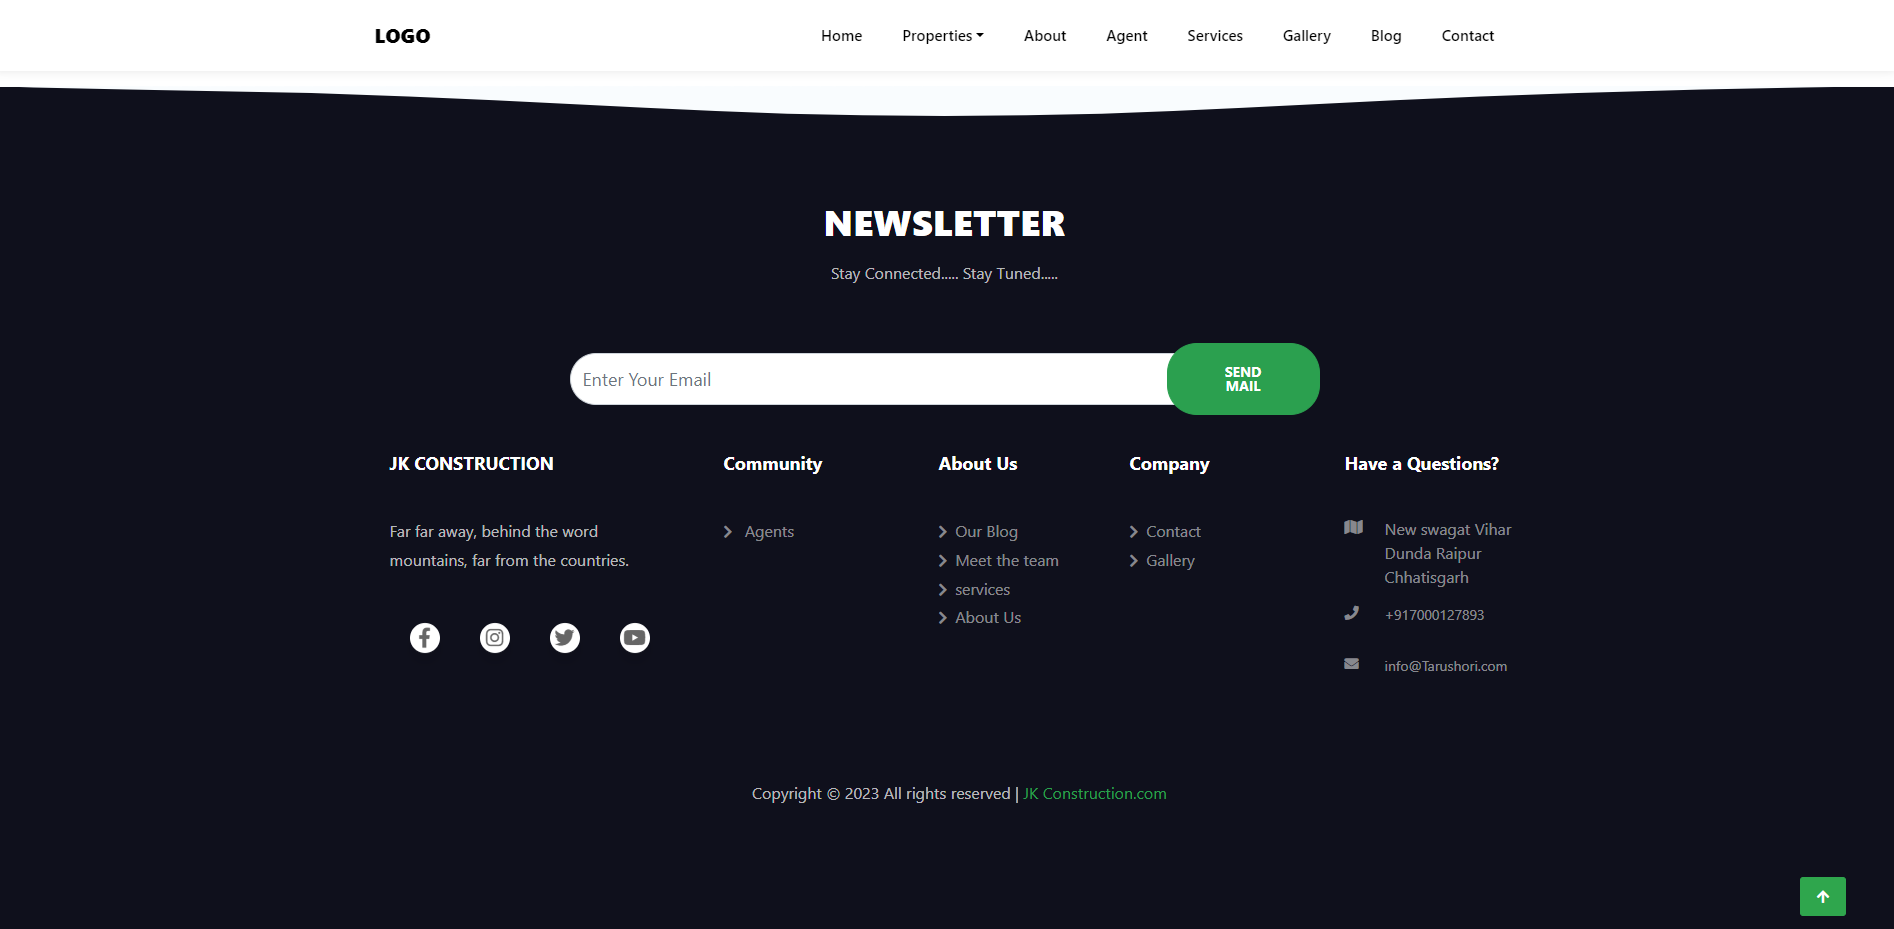 LOGO
Home Properties About Agent Services Gallery Blog Contact
NEWSLETTER
Stay Connected..... Stay Tuned.....
Enter Your Email
SEND
MAIL
JK CONSTRUCTION
Far far away, behind the word
mountains, far from the countries.
Community
Agents
About Us
Our Blog
Meet the team
services
About Us
Company
Contact
Gallery
Have a Questions?
New swagat Vihar
Dunda Raipur
Chhatisgarh
+917000127893
info@Tarushori.com
Copyright © 2023 All rights reserved | JK Construction.com